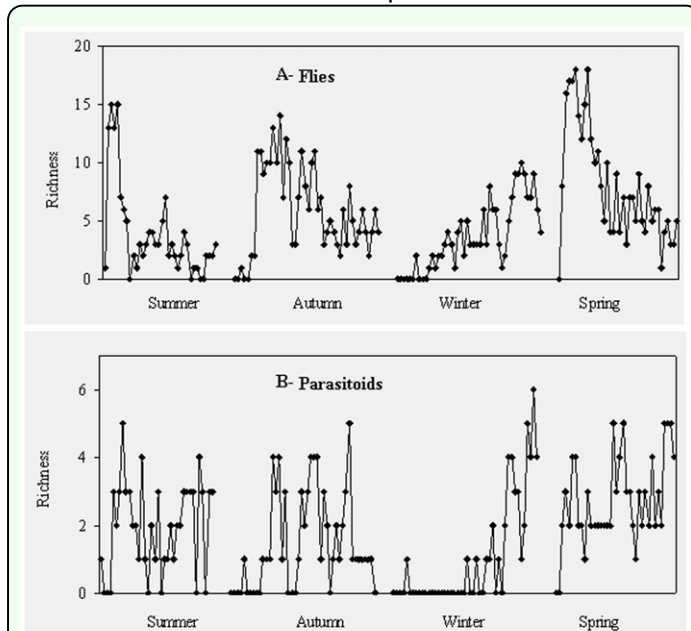 20
A- Flies
15
Richness
10
5
0
Summer Autumn Winter Spring
B- Parasitoids
6
4
Richness
2
0
Summer Autumn Winter Spring